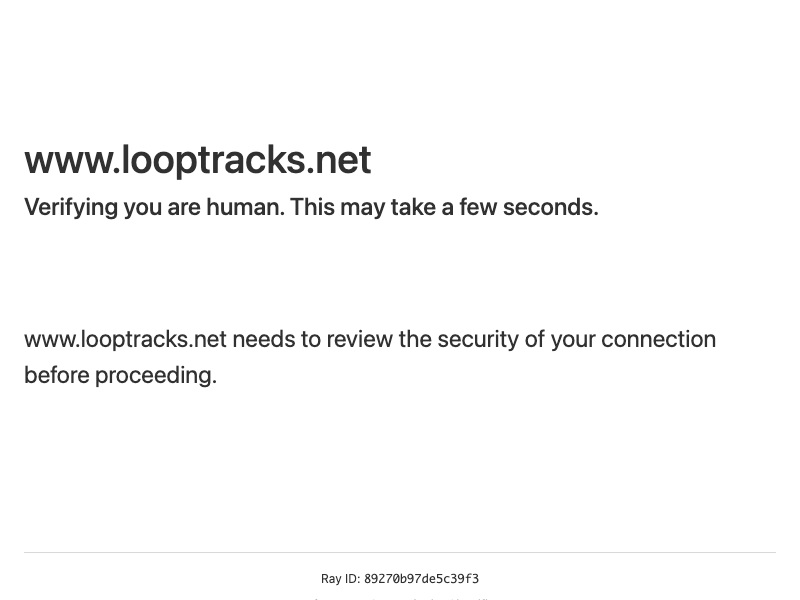 www.looptracks.net
Verifying you are human. This may take a few seconds.
www.looptracks.net needs to review the security of your connection
before proceeding.
Ray ID: 89270b97de5c39f3